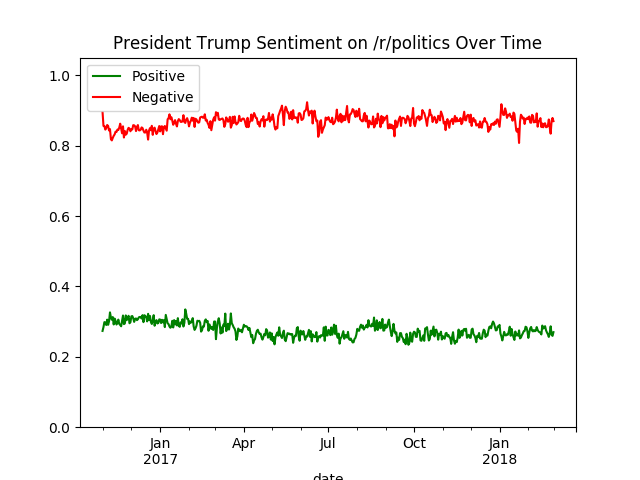 President Trump Sentiment on /r/politics Over Time
Positive
Negative
1.0
0.8
0.6
0.4
0.2
0.0
Jan
2017
Apr
Jul
Oct
Jan
2018
date